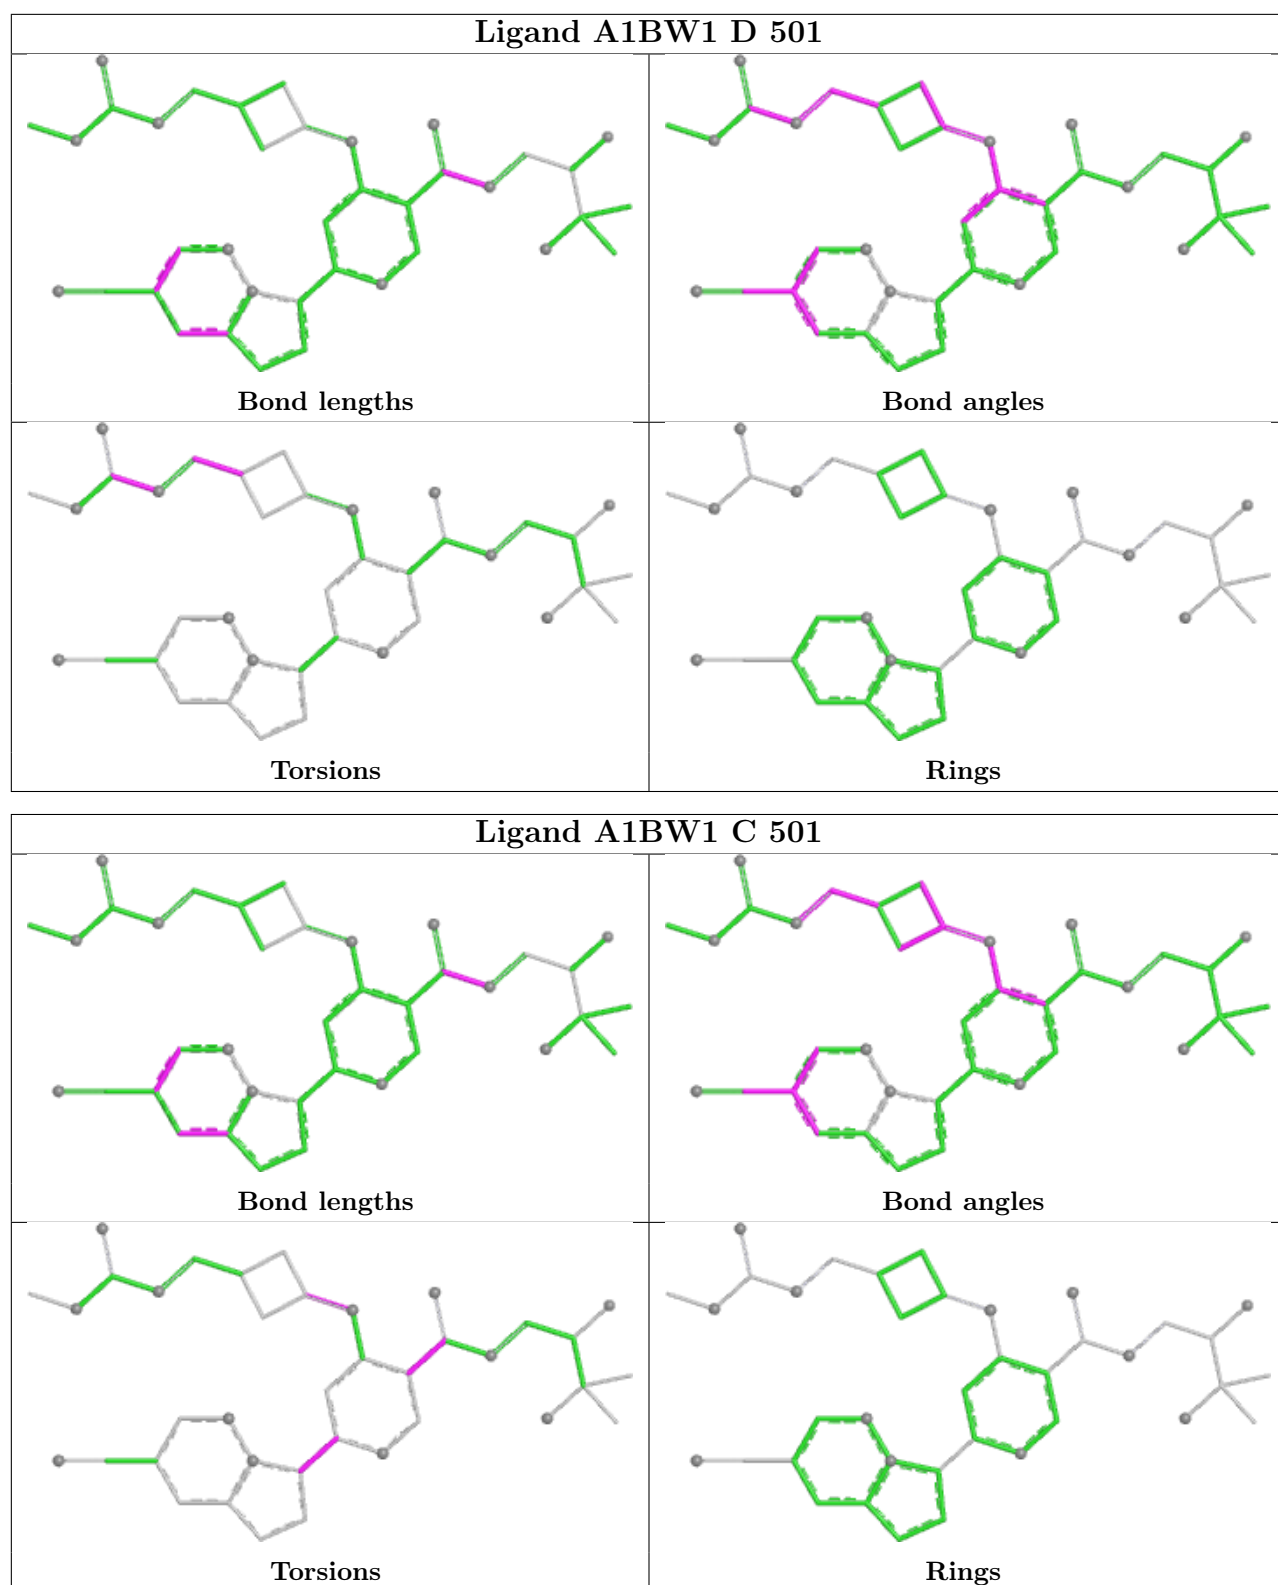 Ligand A1BW1 D 501
Bond lengths
Bond angles
Torsions
Rings
Ligand A1BW1 C 501
Bond lengths
Bond angles
Torsions
Rings